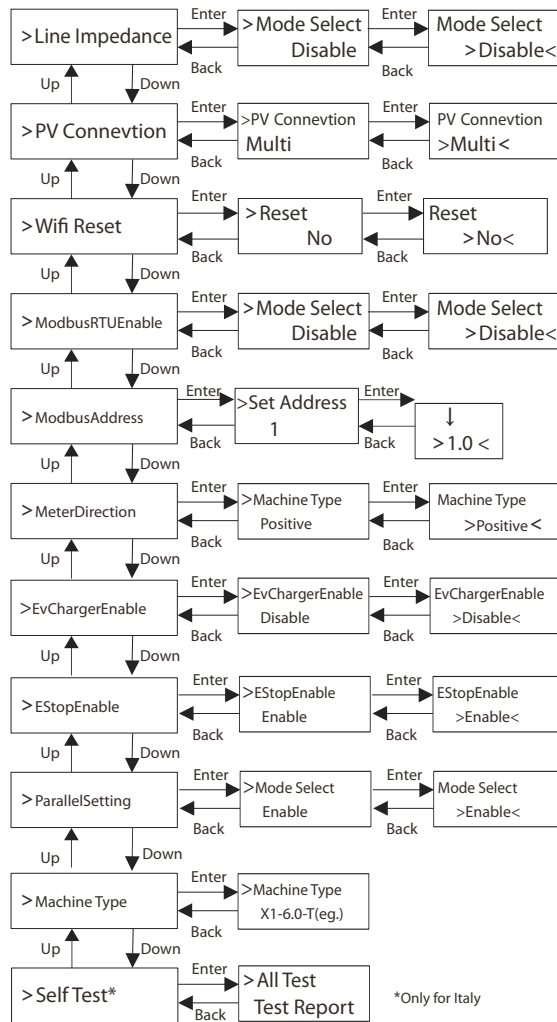 >Line Impedance
Enter
Back
>Mode Select
Disable
Enter
Back
Mode Select
>Disable<
Up
Down
>PV Connevtion
Enter
Back
>PV Connevtion
Multi
Enter
Back
PV Connevtion
>Multi <
Up
Down
>Wifi Reset
Enter
Back
>Reset
No
Enter
Back
Reset
>No<
Up
Down
>ModbusRTUEnable
Enter
Back
>Mode Select
Disable
Enter
Back
Mode Select
>Disable<
Up
Down
>ModbusAddress
Enter
Back
>Set Address
1
Enter
Back
↓
>1.0 <
Up
Down
>MeterDirection
Enter
Back
>Machine Type
Positive
Enter
Back
Machine Type
>Positive<
Up
Down
>EvChargerEnable
Enter
Back
>EvChargerEnable
Disable
Enter
Back
EvChargerEnable
>Disable<
Up
Down
>EStopEnable
Enter
Back
>EStopEnable
Enable
Enter
Back
EStopEnable
>Enable<
Up
Down
>ParallelSetting
Enter
Back
>Mode Select
Enable
Enter
Back
Mode Select
>Enable<
Up
Down
>Machine Type
Enter
Back
>Machine Type
X1-6.0-T(eg.)
Up
Down
>Self Test*
Enter
Back
>All Test
Test Report
*Only for Italy